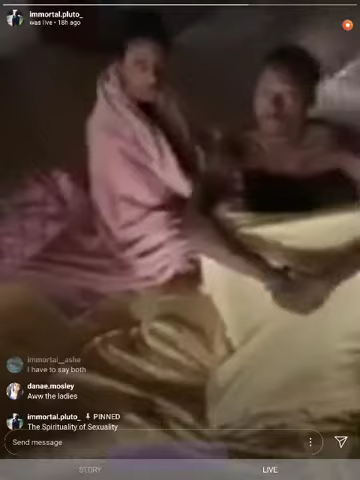 immortal.pluto_
was live • 18h ago
immortal__ashe
I have to say both
danae.mosley
Aww the ladies
immortal.pluto_ PINNED
The Spirituality of Sexuality
Send message
STORY LIVE